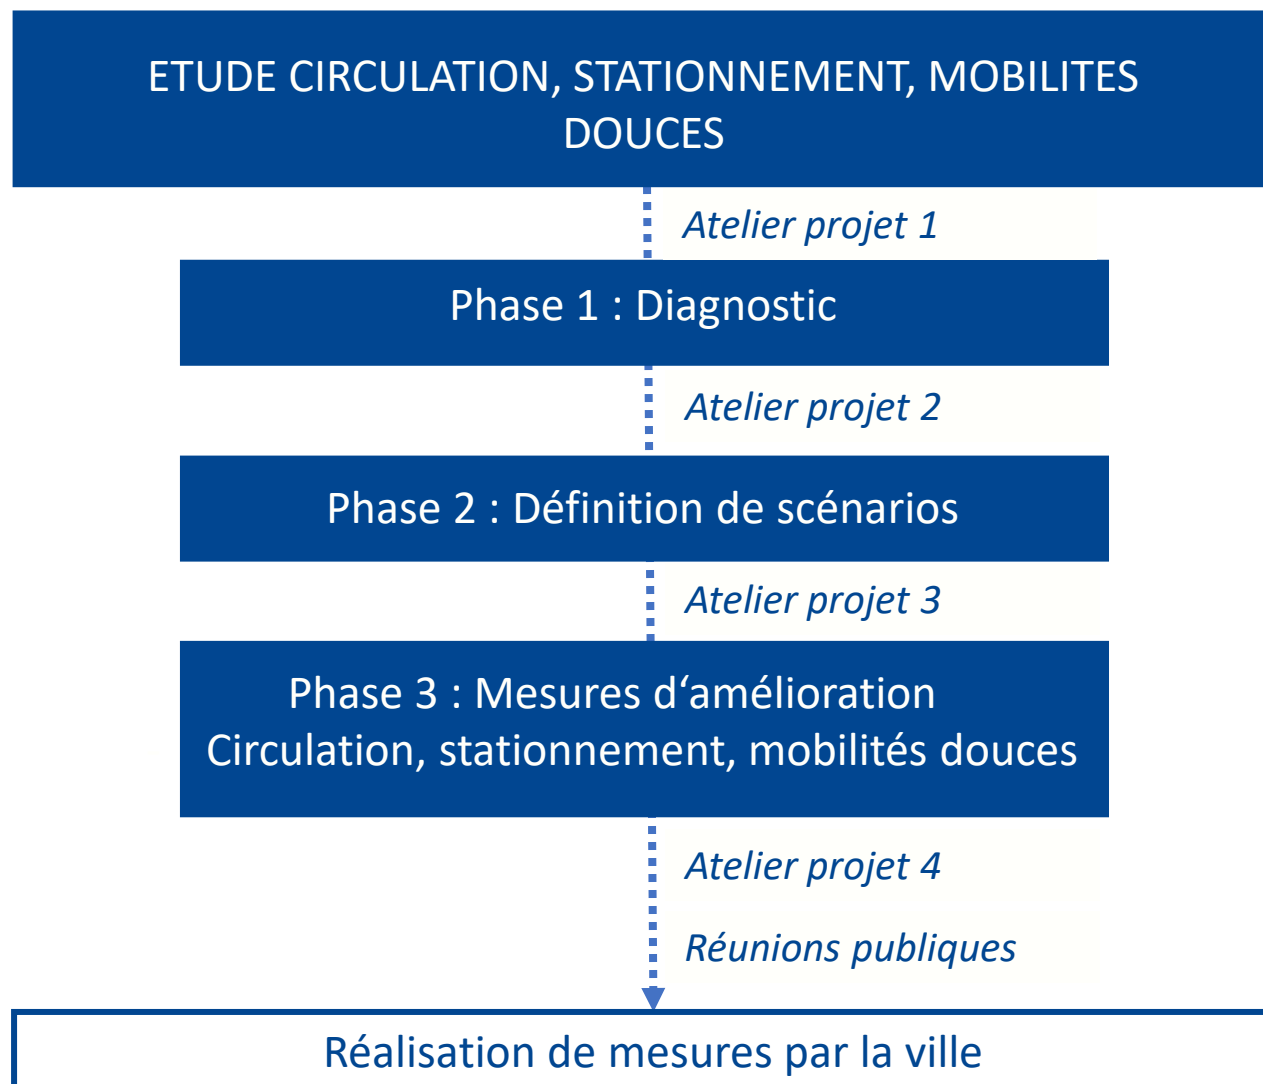 ETUDE CIRCULATION, STATIONNEMENT, MOBILITES
DOUCES
Atelier projet 1
Phase 1 : Diagnostic
Atelier projet 2
Phase 2 : Définition de scénarios
Atelier projet 3
Phase 3 : Mesures d‘amélioration
Circulation, stationnement, mobilités douces
Atelier projet 4
Réunions publiques
Réalisation de mesures par la ville